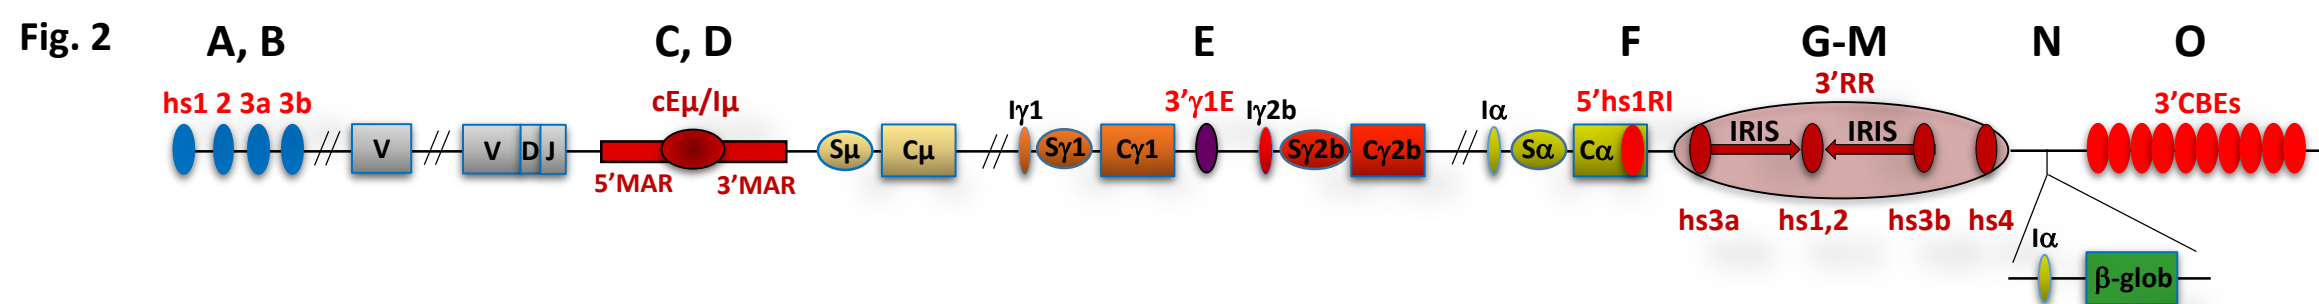 Fig. 2 A, B C, D E F G-M N O
3'RR
hs1 2 3a 3b cEμ/Iμ Iγ1 3'γ1E Iγ2b Iα 5'hs1RI 3'CBEs
V V D J Sμ Cμ Sγ1 Cγ1 Sγ2b Cγ2b Sα Cα IRIS IRIS
5'MAR 3'MAR
hs3a hs1,2 hs3b hs4
Iα
β-glob